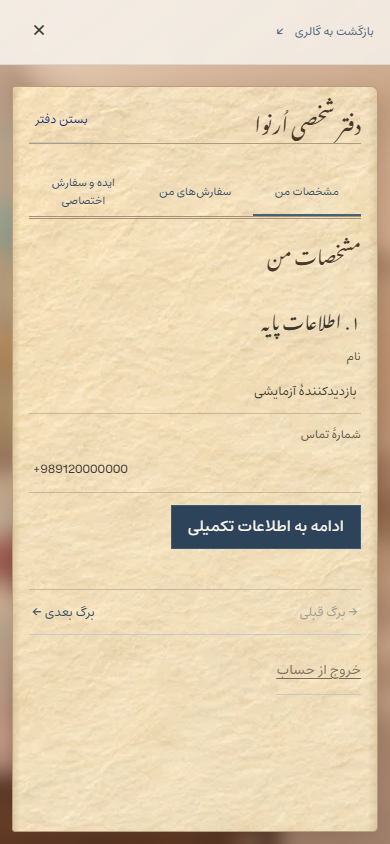 بازگشت به گالری ↙
✕
دفتر شخصی اُرنوا
بستن دفتر
مشخصات من
سفارش‌های من
ایده و سفارش
اختصاصی
مشخصات من
۱. اطلاعات پایه
نام
بازدیدکنندهٔ آزمایشی
شمارهٔ تماس
+989120000000
ادامه به اطلاعات تکمیلی
→ برگ قبلی
برگ بعدی ←
خروج از حساب